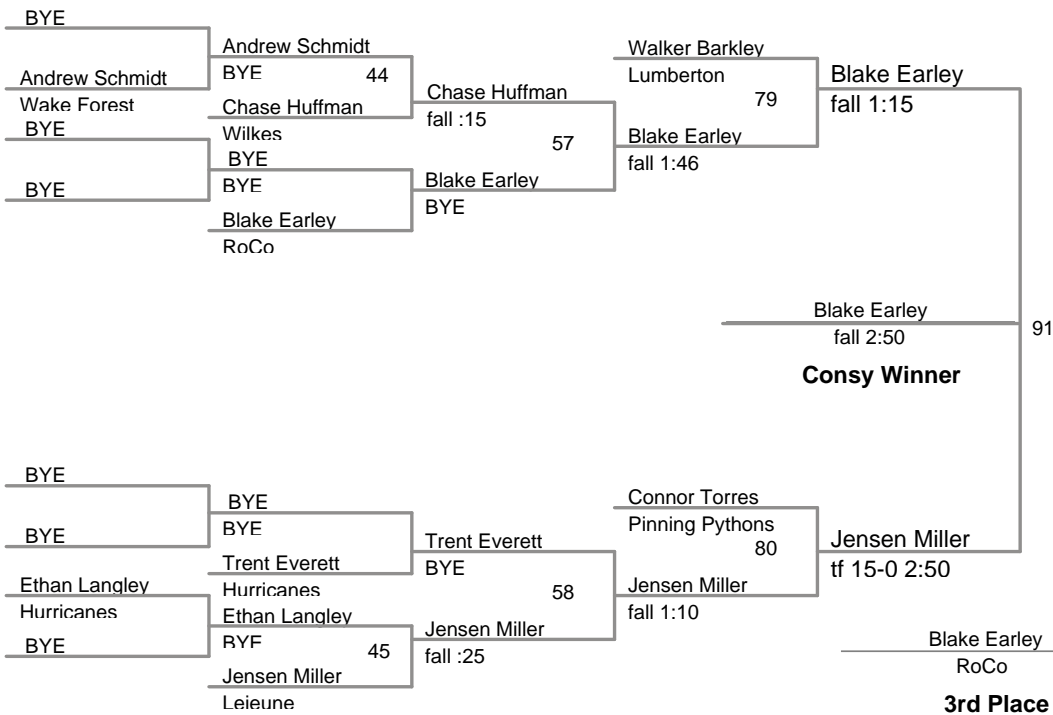 BYE
Andrew Schmidt
Wake Forest
BYE
BYE
Andrew Schmidt
BYE
44
Chase Huffman
Wilkes
BYE
BYE
Blake Earley
RoCo
Chase Huffman
fall :15
57
Blake Earley
BYE
Walker Barkley
Lumberton
79
Blake Earley
fall 1:46
Blake Earley
fall 1:15
Blake Earley
fall 2:50
91
Consy Winner
BYE
BYE
Ethan Langley
Hurricanes
BYE
BYE
BYE
Trent Everett
Hurricanes
Ethan Langley
BYE
45
Jensen Miller
Lejeune
Trent Everett
BYE
58
Jensen Miller
fall :25
Connor Torres
Pinning Pythons
80
Jensen Miller
fall 1:10
Jensen Miller
tf 15-0 2:50
Blake Earley
RoCo
3rd Place